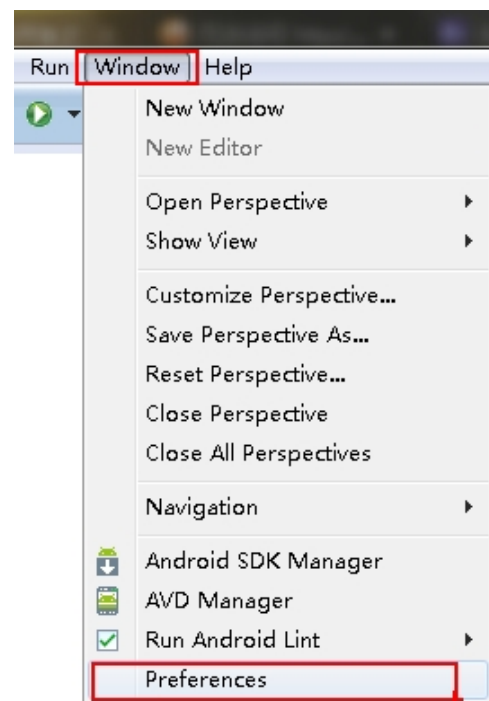 Run Window Help
New Window
New Editor
Open Perspective
Show View
Customize Perspective...
Save Perspective As...
Reset Perspective...
Close Perspective
Close All Perspectives
Navigation
Android SDK Manager
AVD Manager
Run Android Lint
Preferences